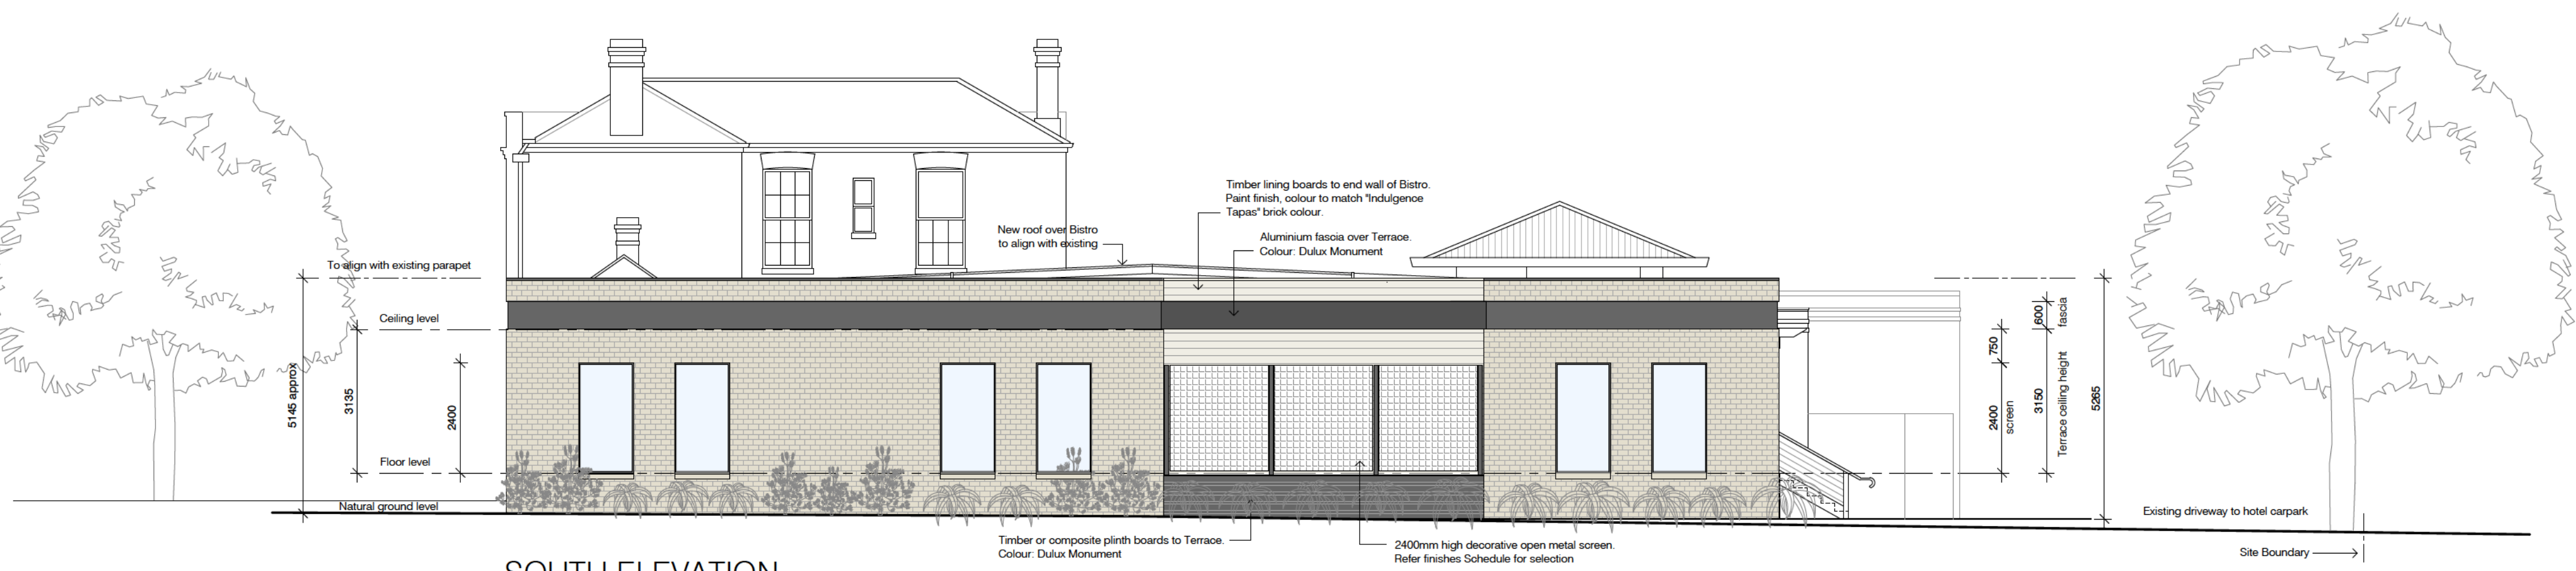 Timber lining boards to end wall of Bistro.
Paint finish, colour to match "Indulgence
Tapas" brick colour.
New roof over Bistro
to align with existing
Aluminium fascia over Terrace.
Colour: Dulux Monument
To align with existing parapet
Ceiling level
Floor level
Natural ground level
5145 approx
3135
2400
600
fascia
750
2400
screen
3150
Terrace ceiling height
5265
Timber or composite plinth boards to Terrace.
Colour: Dulux Monument
2400mm high decorative open metal screen.
Refer finishes Schedule for selection
Existing driveway to hotel carpark
Site Boundary
SOUTH ELEVATION